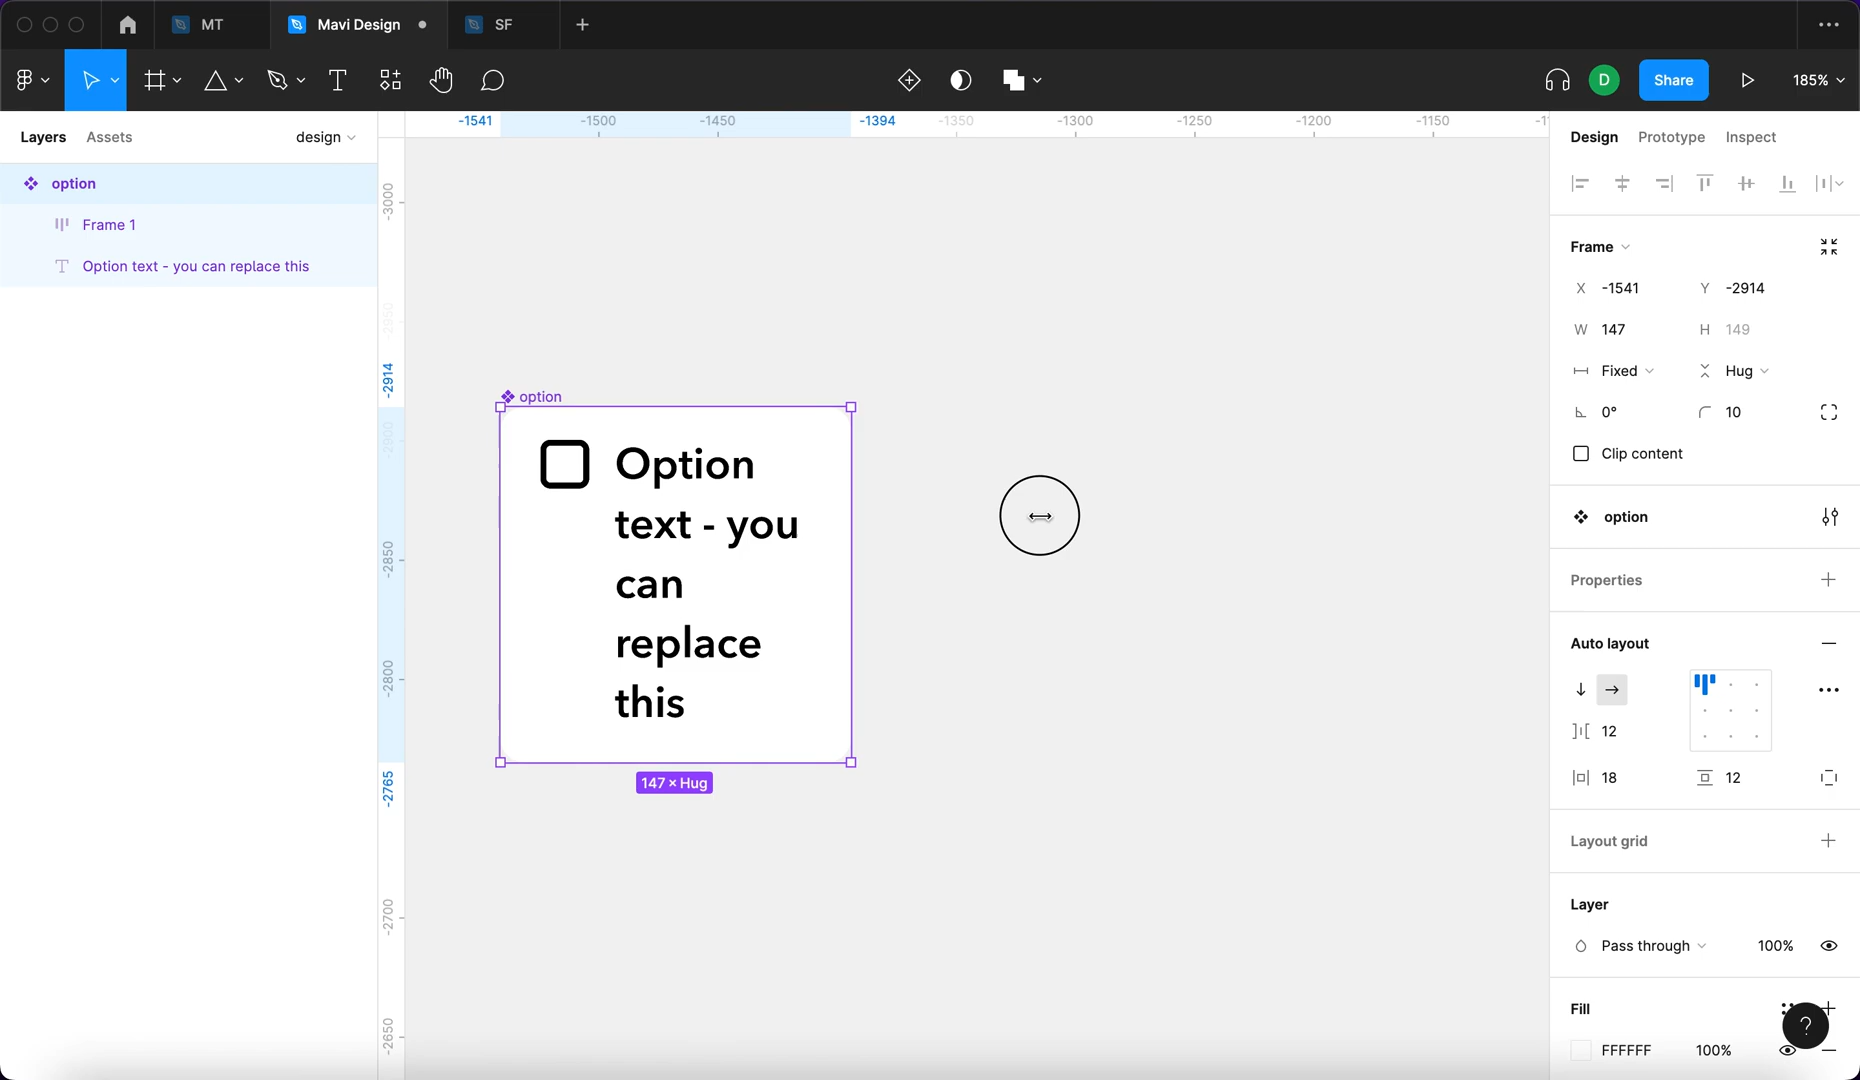 MT
Mavi Design
SF
D
Share
185%
Layers
Assets
design
option
Frame 1
Option text - you can replace this
-1541
-1500
-1450
-1394
-1350
-1300
-1250
-1200
-1150
-3000
-2950
-2914
-2900
-2850
-2800
-2765
-2700
-2650
option
Option
text - you
can
replace
this
147 × Hug
Design
Prototype
Inspect
Frame
X -1541 Y -2914
W 147 H 149
Fixed Hug
0° 10
Clip content
option
Properties
Auto layout
12
18 12
Layout grid
Layer
Pass through 100%
Fill
?
FFFFFF 100%